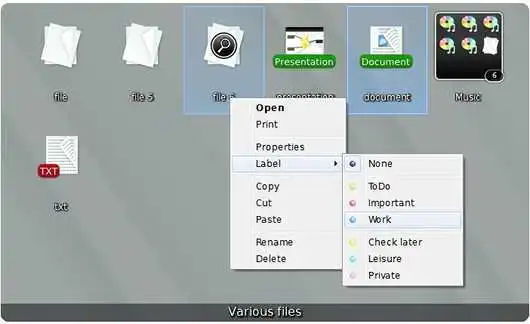 Presentation
Document
6
file
file 5
file 6
presentation
document
Music
Open
Print
Properties
Label
None
TXT
Copy
ToDo
Cut
Important
Paste
Work
txt
Rename
Check later
Delete
Leisure
Private
Various files